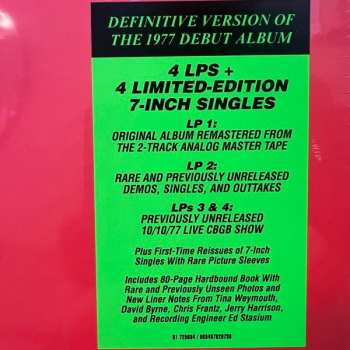 DEFINITIVE VERSION OF
THE 1977 DEBUT ALBUM
4 LPS +
4 LIMITED-EDITION
7-INCH SINGLES
LP 1:
ORIGINAL ALBUM REMASTERED FROM
THE 2-TRACK ANALOG MASTER TAPE
LP 2:
RARE AND PREVIOUSLY UNRELEASED
DEMOS, SINGLES, AND OUTTAKES
LPs 3 & 4:
PREVIOUSLY UNRELEASED
10/10/77 LIVE CBGB SHOW
Plus First-Time Reissues of 7-Inch
Singles With Rare Picture Sleeves
Includes 80-Page Hardbound Book With
Rare and Previously Unseen Photos and
New Liner Notes From Tina Weymouth,
David Byrne, Chris Frantz, Jerry Harrison,
and Recording Engineer Ed Stasium